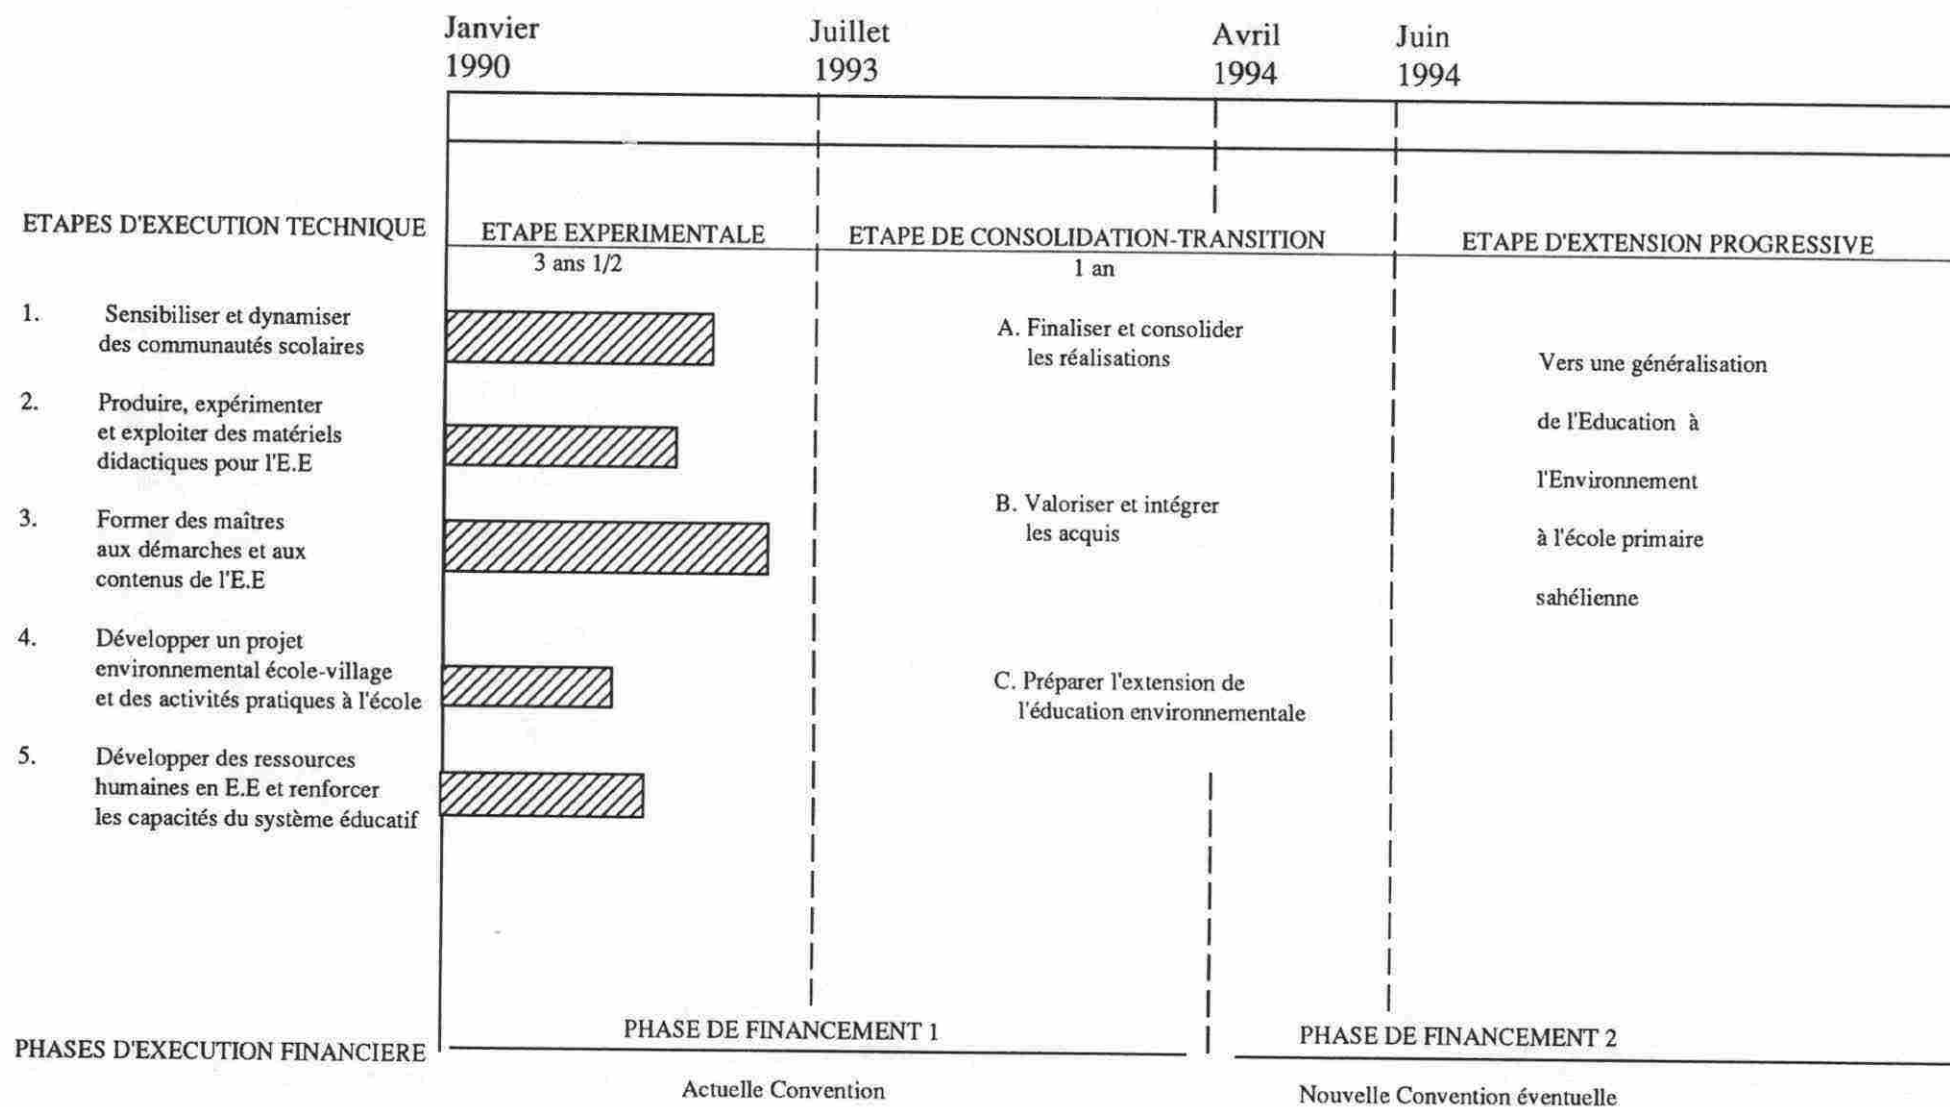 Janvier
1990
Juillet
1993
Avril
1994
Juin
1994
ETAPES D'EXECUTION TECHNIQUE
ETAPE EXPERIMENTALE
3 ans 1/2
ETAPE DE CONSOLIDATION-TRANSITION
1 an
ETAPE D'EXTENSION PROGRESSIVE
1. Sensibiliser et dynamiser
des communautés scolaires
2. Produire, expérimenter
et exploiter des matériels
didactiques pour l'E.E
3. Former des maîtres
aux démarches et aux
contenus de l'E.E
4. Développer un projet
environnemental école-village
et des activités pratiques à l'école
5. Développer des ressources
humaines en E.E et renforcer
les capacités du système éducatif
A. Finaliser et consolider
les réalisations
B. Valoriser et intégrer
les acquis
C. Préparer l'extension de
l'éducation environnementale
Vers une généralisation
de l'Education à
l'Environnement
à l'école primaire
sahélienne
PHASES D'EXECUTION FINANCIERE
PHASE DE FINANCEMENT 1
Actuelle Convention
PHASE DE FINANCEMENT 2
Nouvelle Convention éventuelle